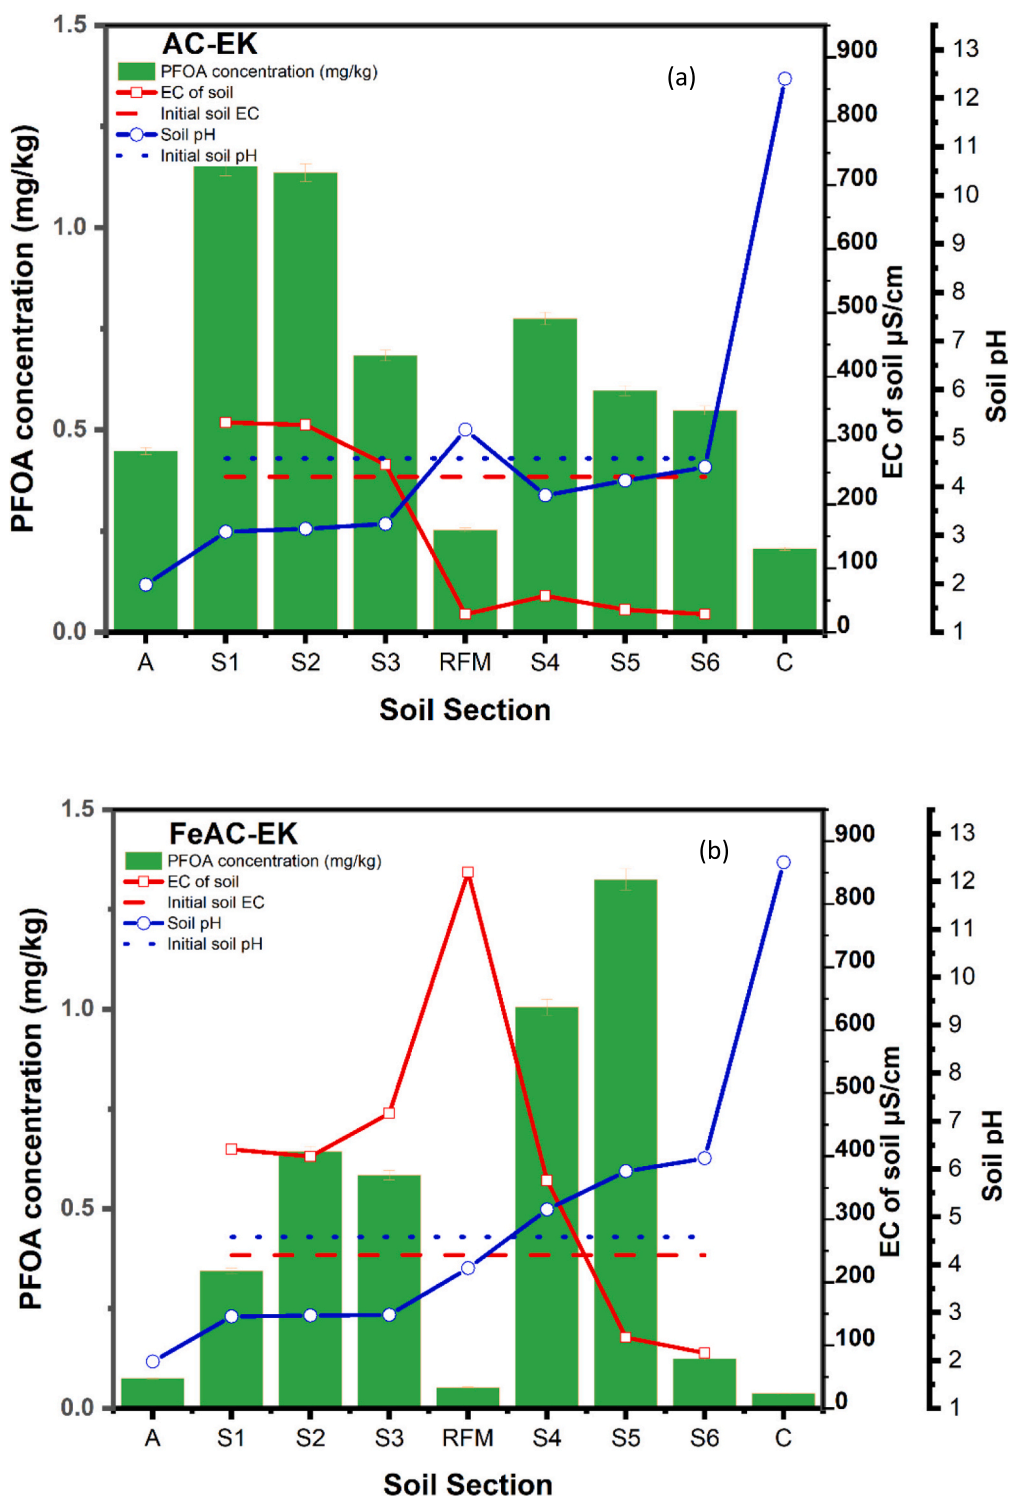 AC-EK
(a)
PFOA concentration (mg/kg)
EC of soil
Initial soil EC
Soil pH
Initial soil pH
PFOA concentration (mg/kg)
1.5
1.0
0.5
0.0
A S1 S2 S3 RFM S4 S5 S6 C
Soil Section
900
800
700
600
500
400
300
200
100
0
EC of soil µS/cm
13
12
11
10
9
8
7
6
5
4
3
2
1
Soil pH
FeAC-EK
(b)
PFOA concentration (mg/kg)
EC of soil
Initial soil EC
Soil pH
Initial soil pH
PFOA concentration (mg/kg)
1.5
1.0
0.5
0.0
A S1 S2 S3 RFM S4 S5 S6 C
Soil Section
900
800
700
600
500
400
300
200
100
0
EC of soil µS/cm
13
12
11
10
9
8
7
6
5
4
3
2
1
Soil pH